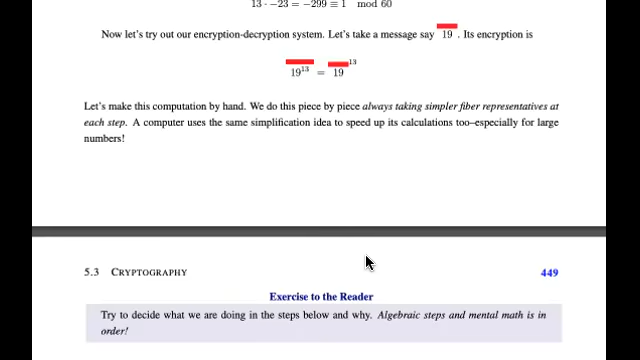 13 · −23 = −299 ≡ 1 mod 60
Now let's try out our encryption-decryption system. Let's take a message say 19 . Its encryption is
19¹³ = 19 ¹³
Let's make this computation by hand. We do this piece by piece always taking simpler fiber representatives at
each step. A computer uses the same simplification idea to speed up its calculations too–especially for large
numbers!
5.3 CRYPTOGRAPHY 449
Exercise to the Reader
Try to decide what we are doing in the steps below and why. Algebraic steps and mental math is in
order!